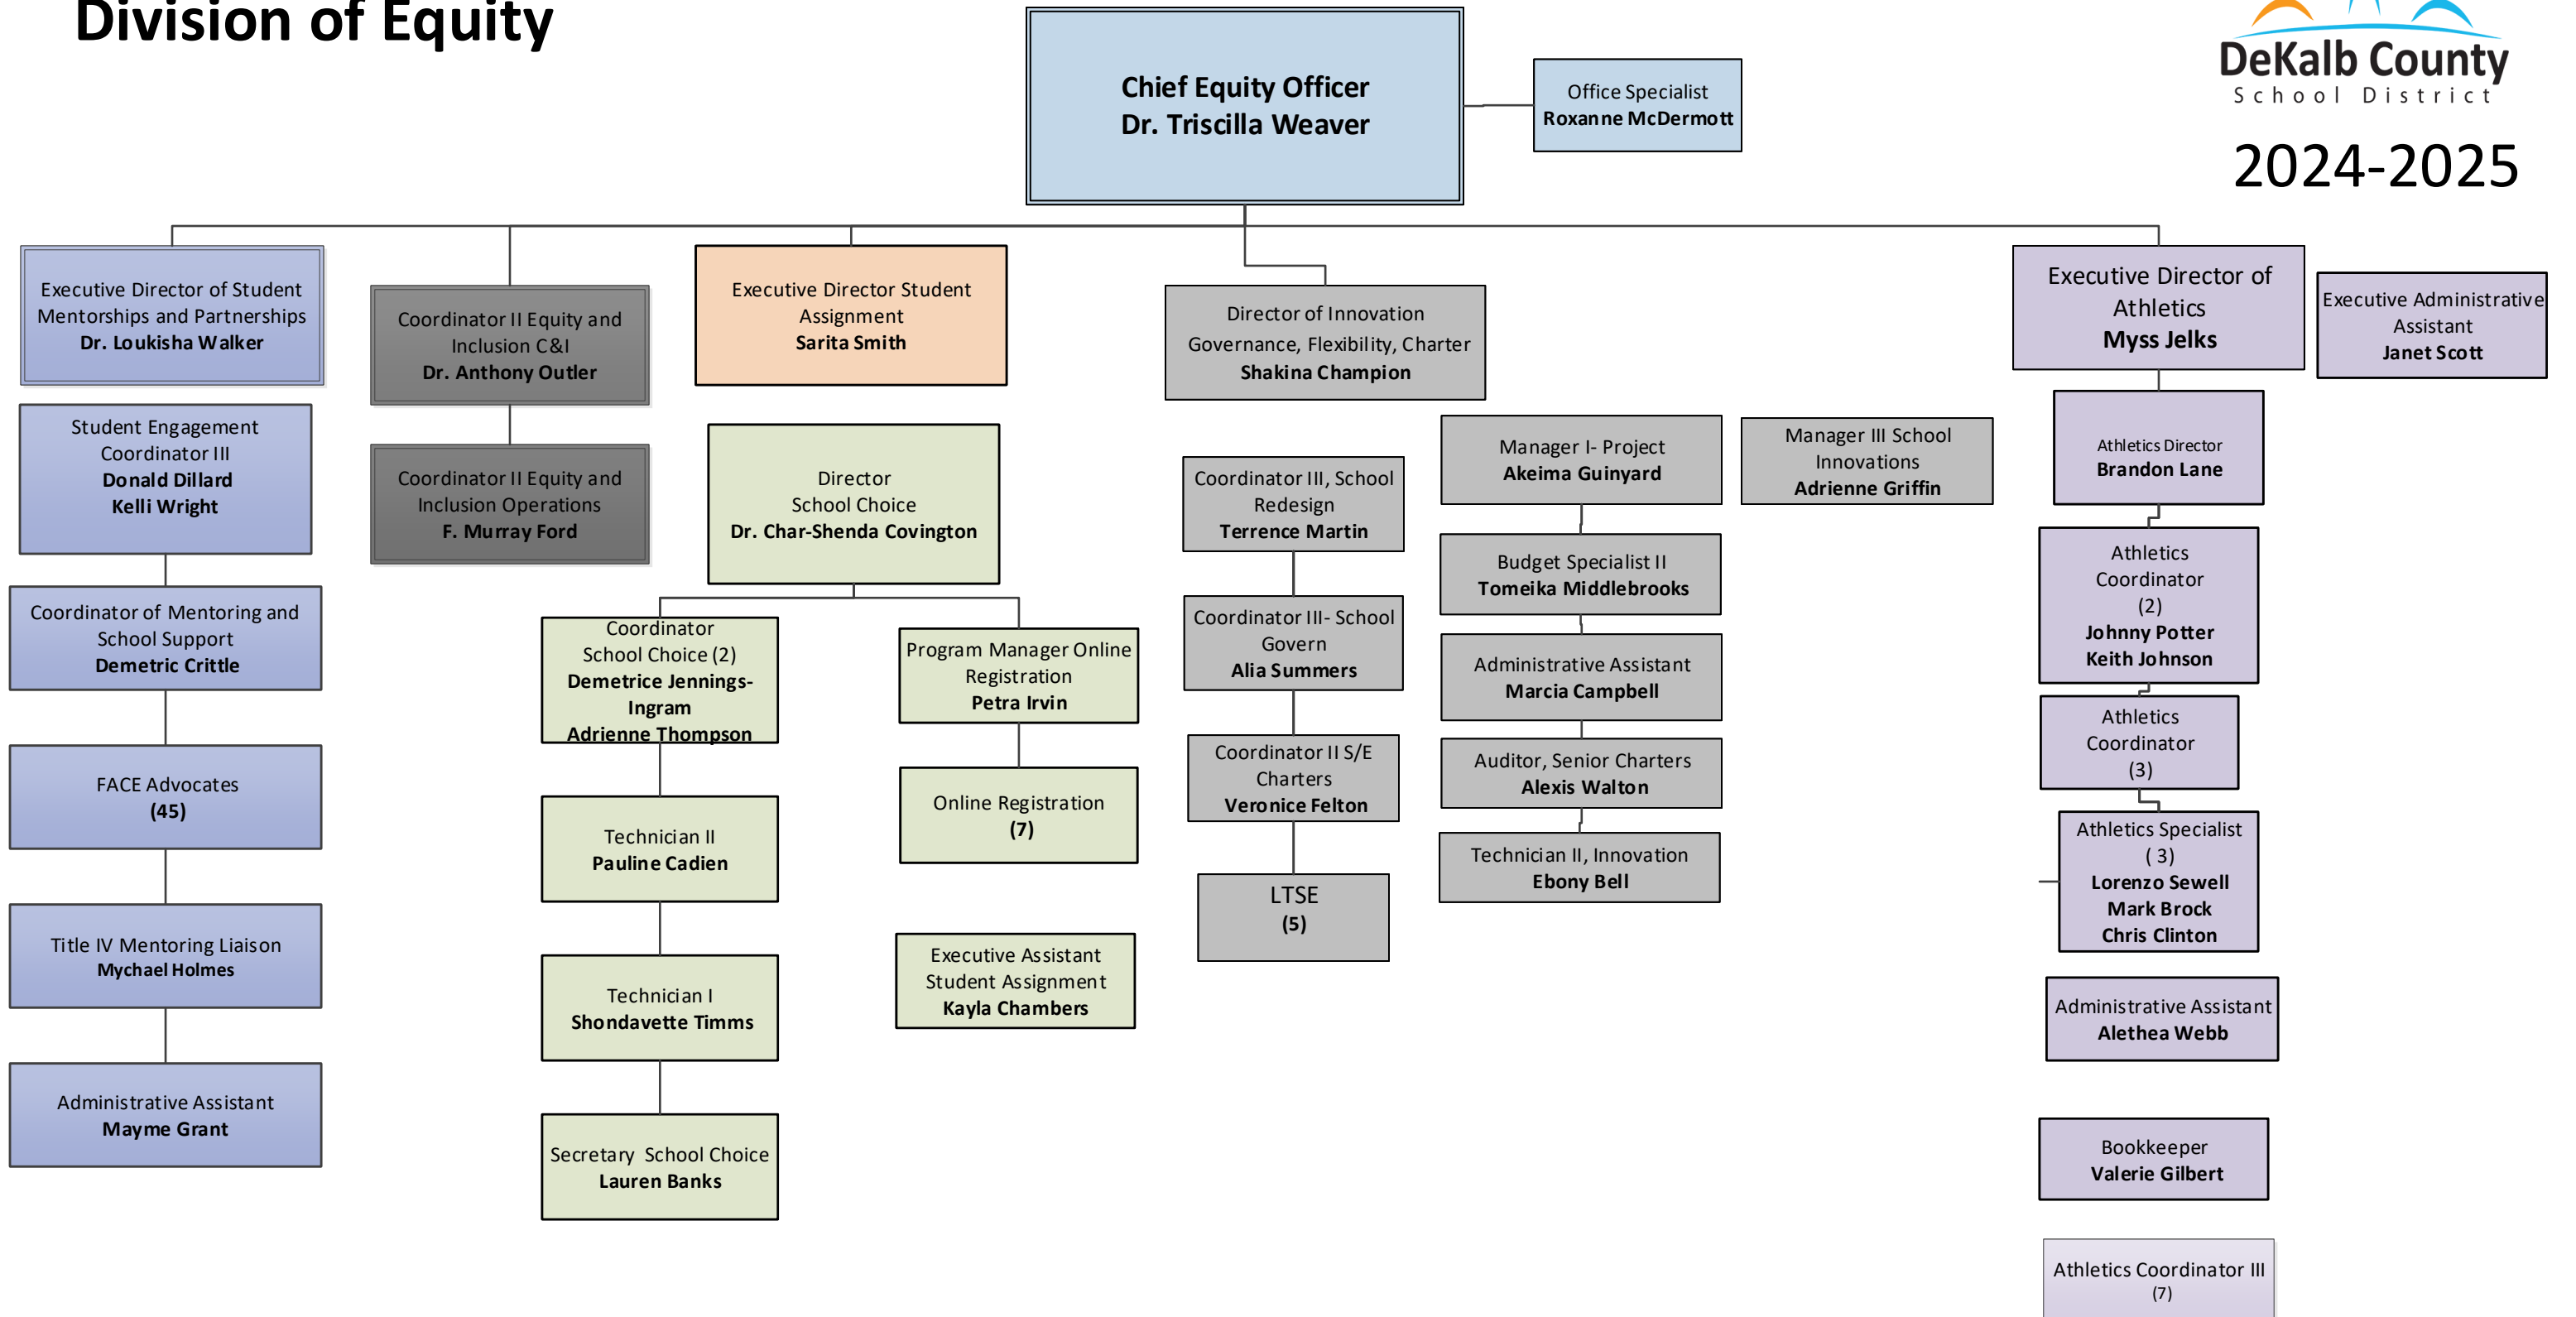 Division of Equity
DeKalb County
School District
2024-2025
Chief Equity Officer
Dr. Triscilla Weaver
Office Specialist
Roxanne McDermott
Executive Director of Student
Mentorships and Partnerships
Dr. Loukisha Walker
Student Engagement
Coordinator III
Donald Dillard
Kelli Wright
Coordinator of Mentoring and
School Support
Demetric Crittle
FACE Advocates
(45)
Title IV Mentoring Liaison
Mychael Holmes
Administrative Assistant
Mayme Grant
Coordinator II Equity and
Inclusion C&I
Dr. Anthony Outler
Coordinator II Equity and
Inclusion Operations
F. Murray Ford
Executive Director Student
Assignment
Sarita Smith
Director
School Choice
Dr. Char-Shenda Covington
Coordinator
School Choice (2)
Demetrice Jennings-
Ingram
Adrienne Thompson
Technician II
Pauline Cadien
Technician I
Shondavette Timms
Secretary School Choice
Lauren Banks
Program Manager Online
Registration
Petra Irvin
Online Registration
(7)
Executive Assistant
Student Assignment
Kayla Chambers
Director of Innovation
Governance, Flexibility, Charter
Shakina Champion
Coordinator III, School
Redesign
Terrence Martin
Coordinator III- School
Govern
Alia Summers
Coordinator II S/E
Charters
Veronice Felton
LTSE
(5)
Manager I- Project
Akeima Guinyard
Budget Specialist II
Tomeika Middlebrooks
Administrative Assistant
Marcia Campbell
Auditor, Senior Charters
Alexis Walton
Technician II, Innovation
Ebony Bell
Manager III School
Innovations
Adrienne Griffin
Executive Director of
Athletics
Myss Jelks
Executive Administrative
Assistant
Janet Scott
Athletics Director
Brandon Lane
Athletics
Coordinator
(2)
Johnny Potter
Keith Johnson
Athletics
Coordinator
(3)
Athletics Specialist
( 3)
Lorenzo Sewell
Mark Brock
Chris Clinton
Administrative Assistant
Alethea Webb
Bookkeeper
Valerie Gilbert
Athletics Coordinator III
(7)